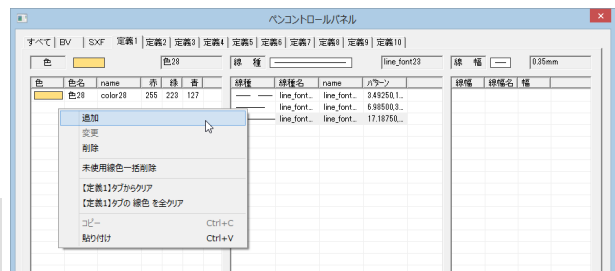 ペンコントロールパネル
すべて BV SXF 定義1 定義2 定義3 定義4 定義5 定義6 定義7 定義8 定義9 定義10
色 色28 線 種 line_font23 線 幅 0.35mm
色 色名 name 赤 緑 青 線種 線種名 name パターン 線幅 線幅名 幅
色28 color28 255 223 127 line_font... line_font... 3.49250,1...
line_font... line_font... 6.98500,3...
line_font... line_font... 17.18750,...
追加
変更
削除
未使用線色一括削除
【定義1】タブからクリア
【定義1】タブの 線色 を全クリア
コピー Ctrl+C
貼り付け Ctrl+V